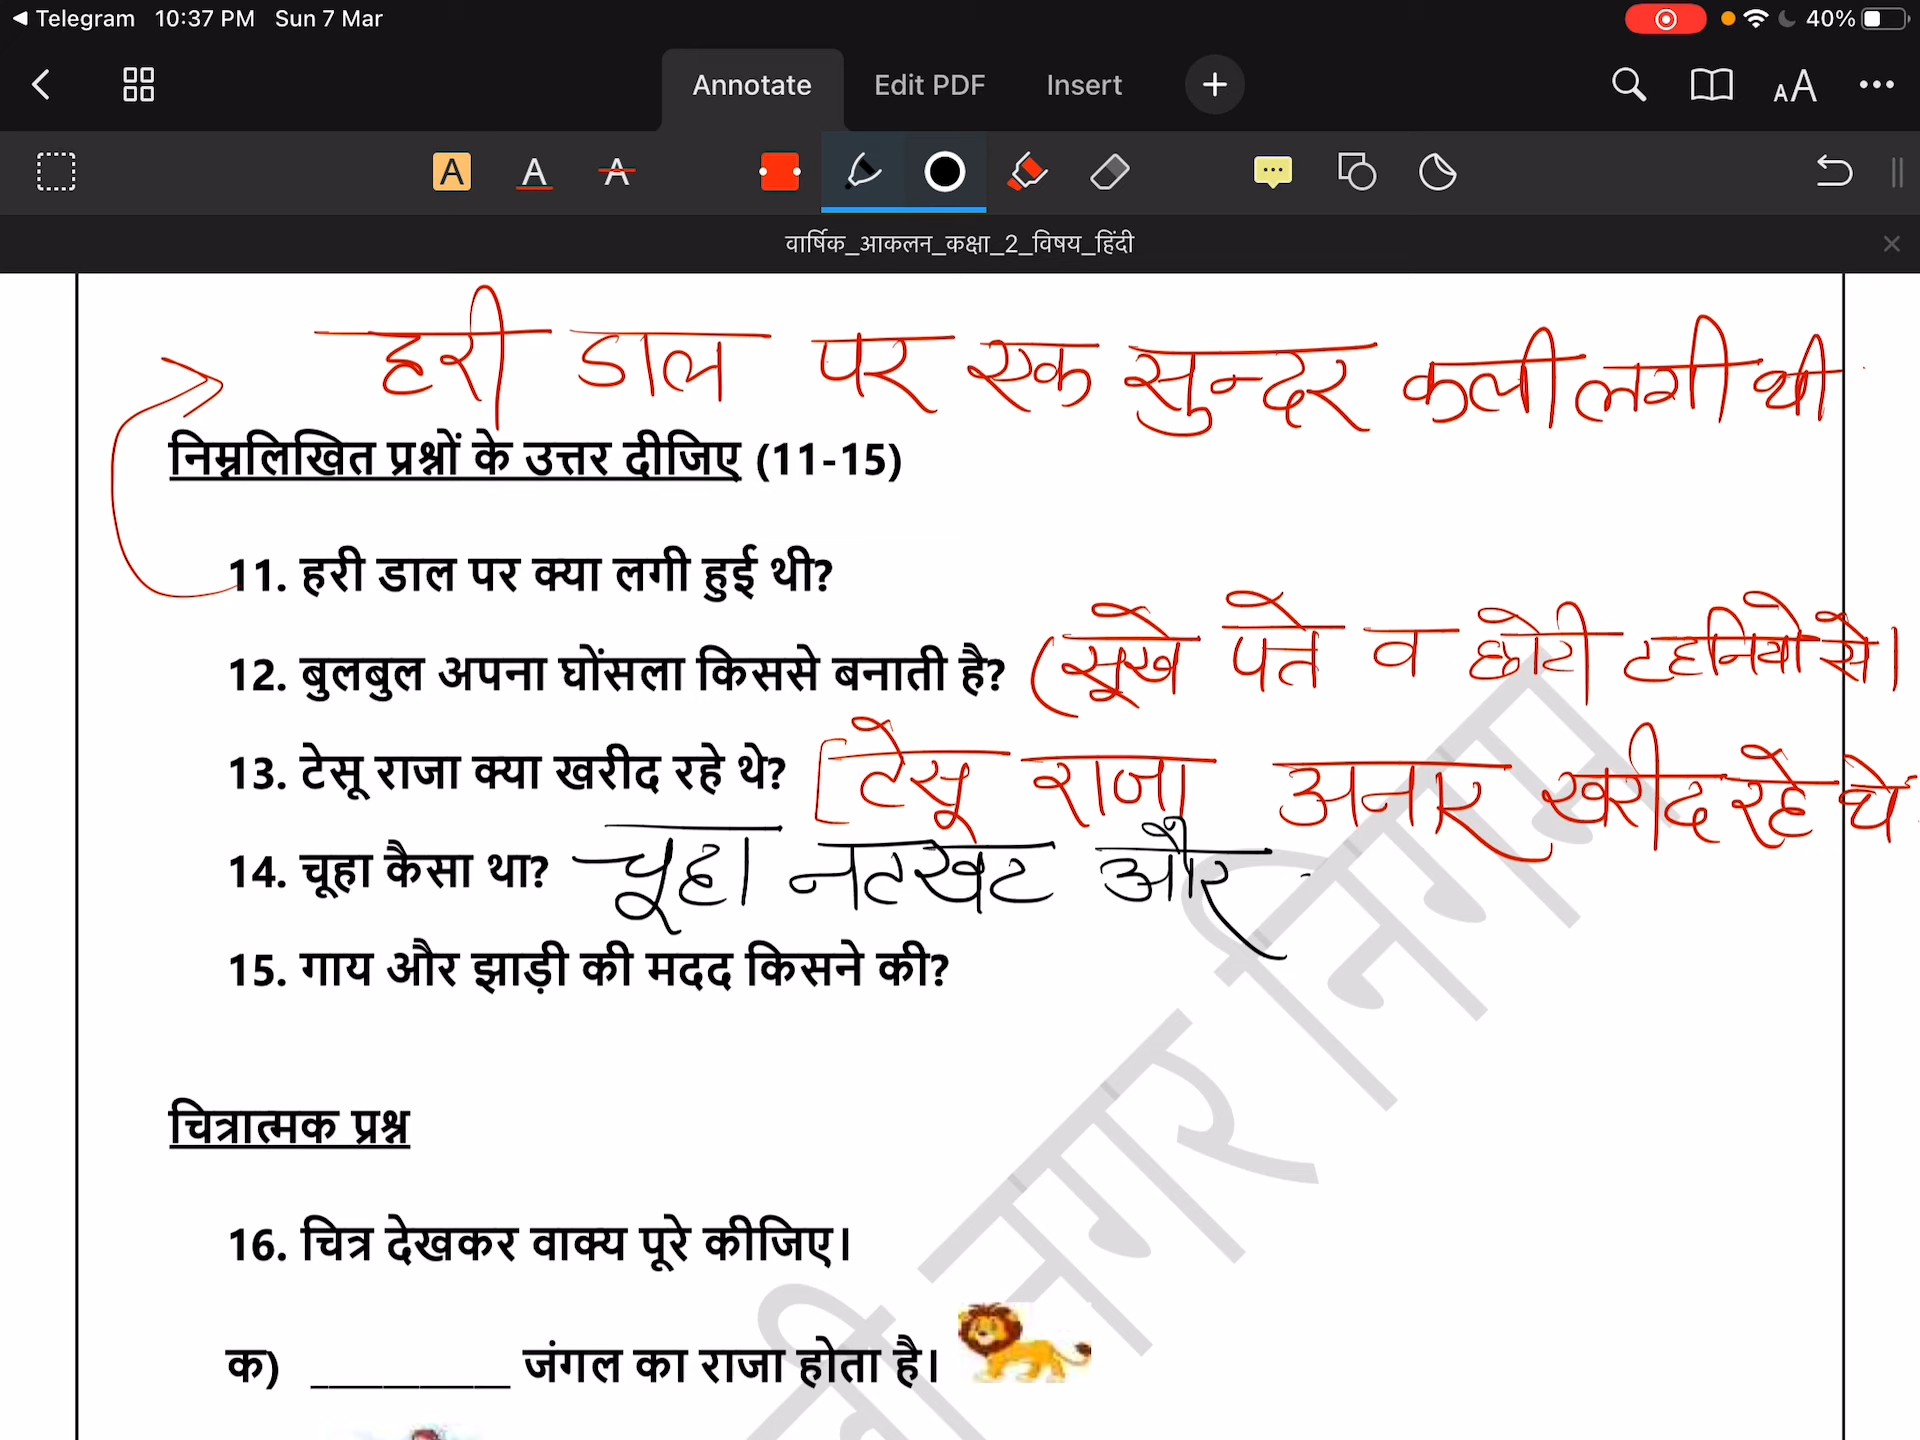 Telegram 10:37 PM Sun 7 Mar 40%
Annotate Edit PDF Insert
वार्षिक_आकलन_कक्षा_2_विषय_हिंदी
हरी डाल पर एक सुन्दर कली लगी थी
निम्नलिखित प्रश्नों के उत्तर दीजिए (11-15)
11. हरी डाल पर क्या लगी हुई थी?
12. बुलबुल अपना घोंसला किससे बनाती है? (सूखे पते व छोटी टहनियो से।
13. टेसू राजा क्या खरीद रहे थे? [टेसू राजा अनार खरीद रहे थे
14. चूहा कैसा था? चूहा नटखट और
15. गाय और झाड़ी की मदद किसने की?
चित्रात्मक प्रश्न
16. चित्र देखकर वाक्य पूरे कीजिए।
क) __________ जंगल का राजा होता है।
नगर निगम